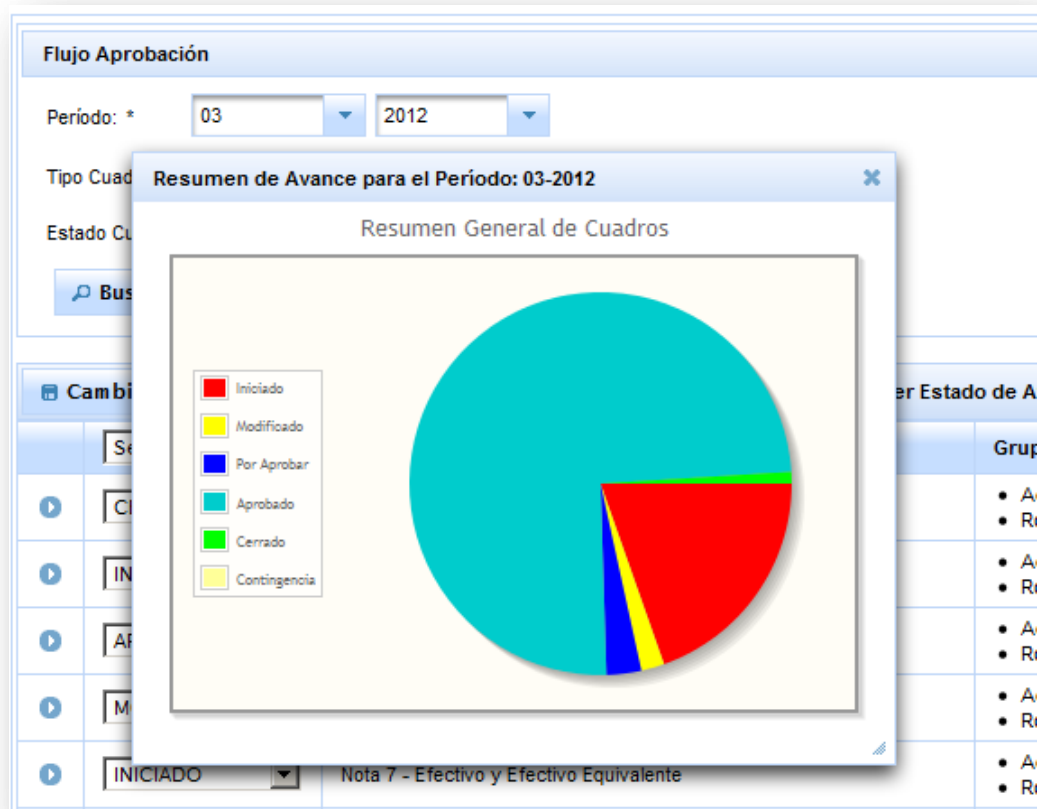 Flujo Aprobación
Período: * 03 2012
Tipo Cuad
Resumen de Avance para el Período: 03-2012
Estado Cu
Resumen General de Cuadros
Bus
Iniciado
Modificado
Por Aprobar
Aprobado
Cerrado
Contingencia
Cambi
er Estado de A
Se
Grup
INICIADO
Nota 7 - Efectivo y Efectivo Equivalente